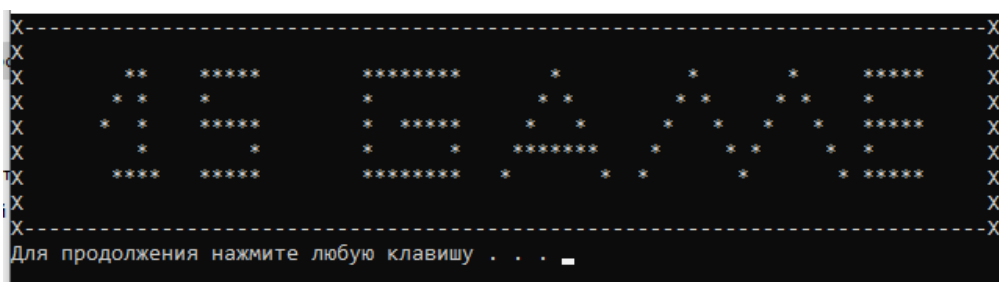 15 GAME
Для продолжения нажмите любую клавишу . . .